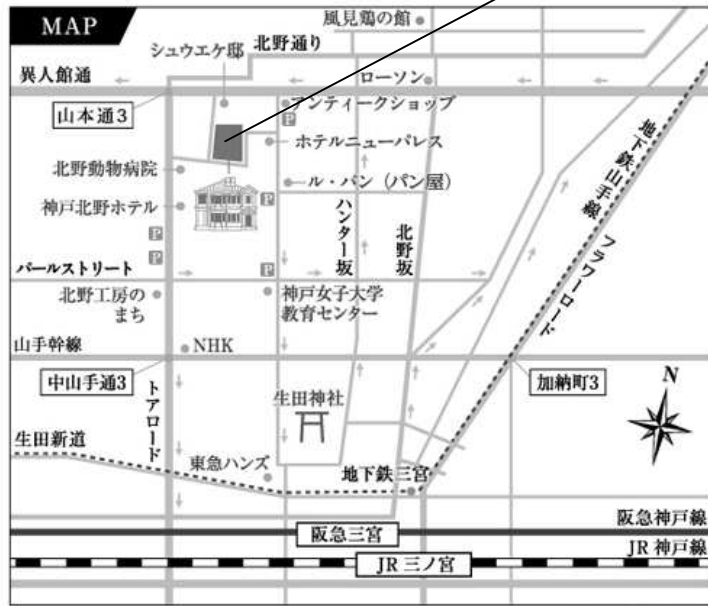 MAP
風見鶏の館
シュウエケ邸
北野通り
異人館通
ローソン
山本通3
アンティークショップ
P
ホテルニューパレス
北野動物病院
ル・パン（パン屋）
神戸北野ホテル
P
ハンター坂
北野坂
地下鉄山手線
フラワーロード
P
P
P
パールストリート
北野工房の
まち
神戸女子大学
教育センター
山手幹線
NHK
中山手通3
加納町3
N
トアロード
生田神社
生田新道
東急ハンズ
地下鉄三宮
阪急神戸線
阪急三宮
JR 神戸線
JR 三ノ宮